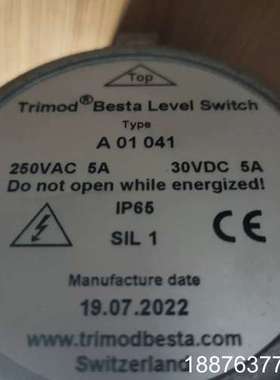 Top
Trimod® Besta Level Switch
Type
A 01 041
250VAC 5A 30VDC 5A
Do not open while energized!
IP65
SIL 1
Manufacture date
19.07.2022
www.trimodbesta.com
Switzerland
18876377